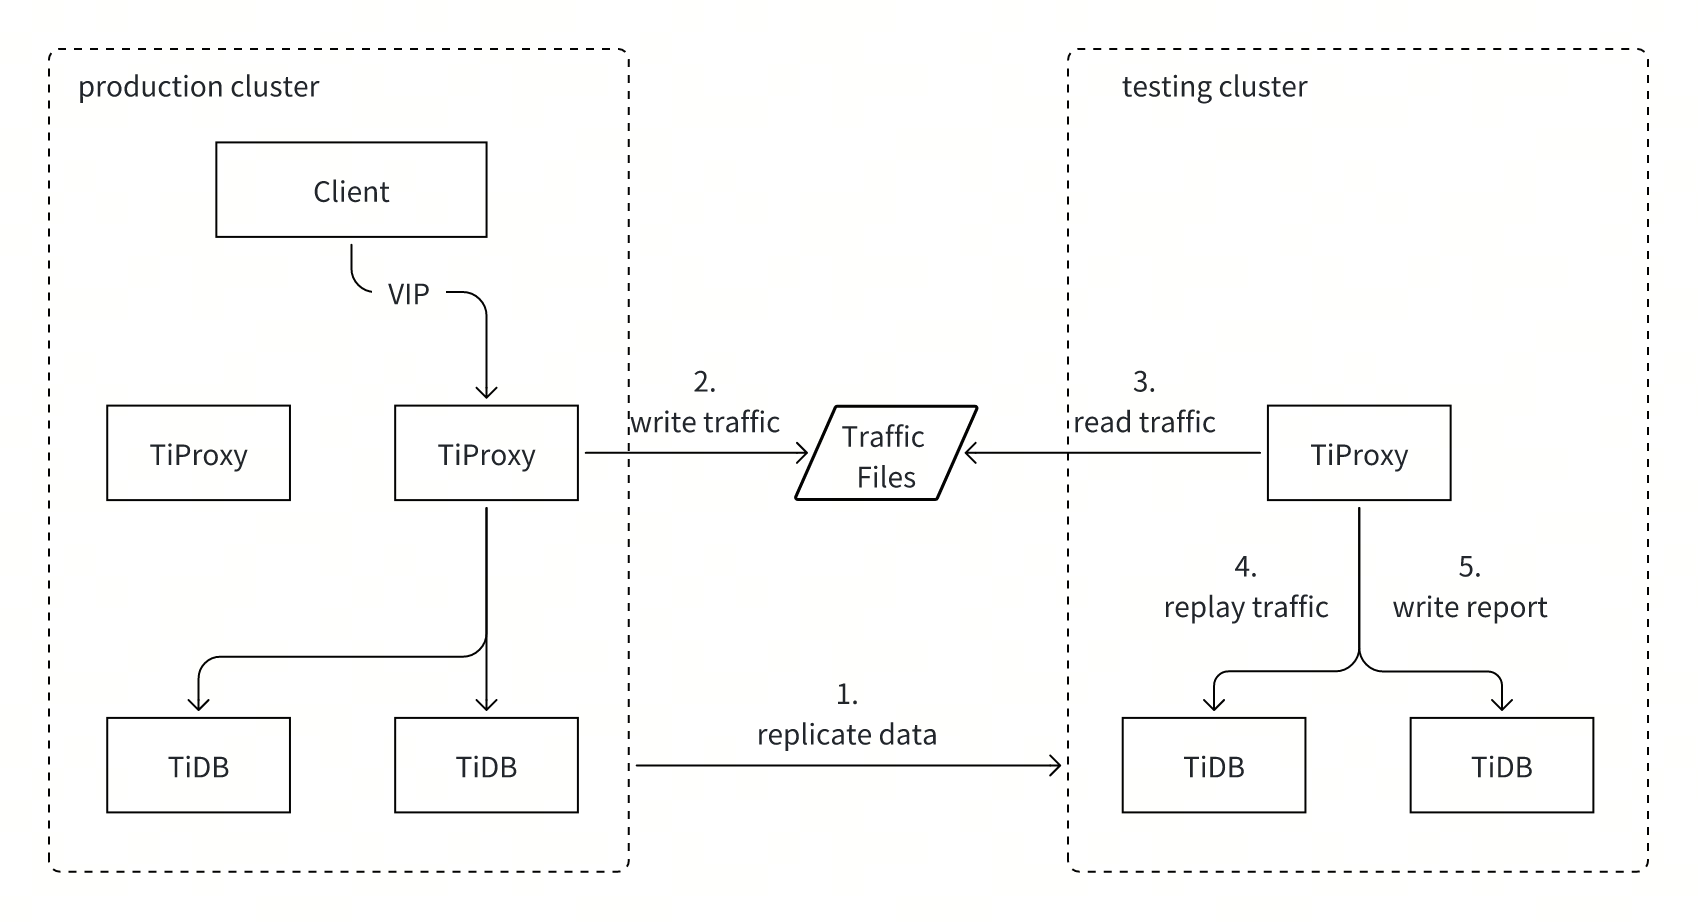 production cluster
testing cluster
Client
VIP
2.
write traffic
3.
read traffic
TiProxy
TiProxy
Traffic
Files
TiProxy
4.
replay traffic
5.
write report
1.
replicate data
TiDB
TiDB
TiDB
TiDB